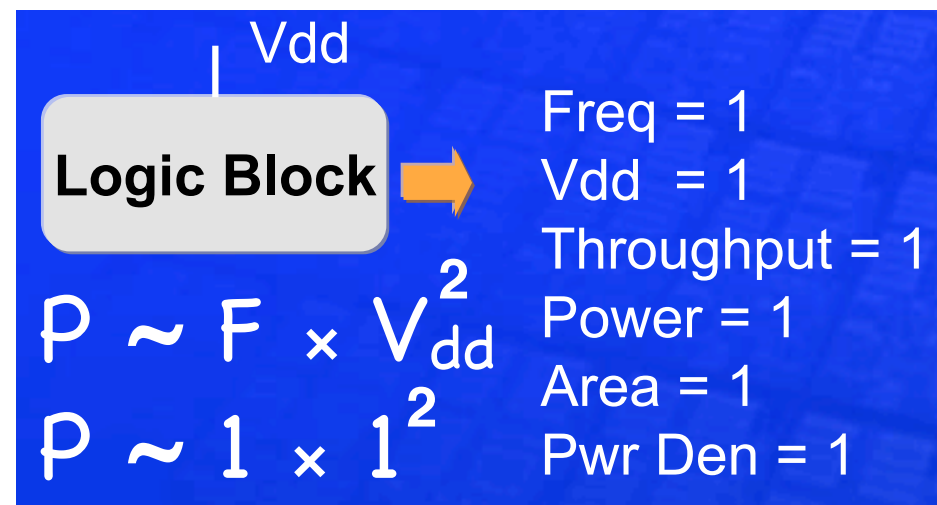 Vdd
Logic Block
P ~ F × V²dd
P ~ 1 × 1²
Freq = 1
Vdd = 1
Throughput = 1
Power = 1
Area = 1
Pwr Den = 1